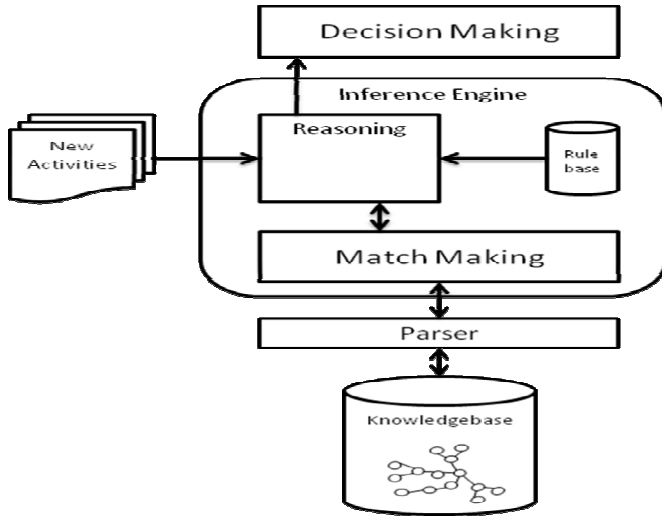 Decision Making
Inference Engine
Reasoning
New
Activities
Rule
base
Match Making
Parser
Knowledgebase